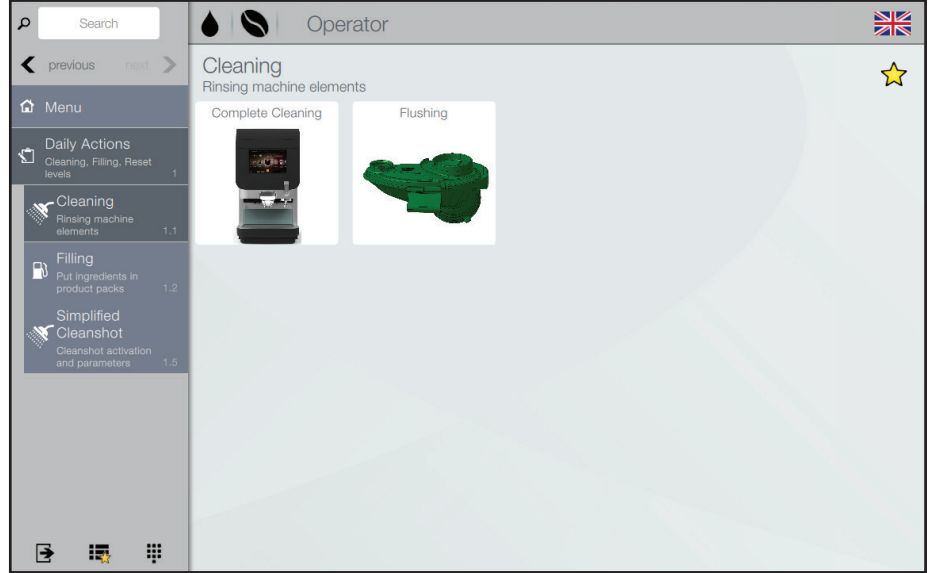 Search
Operator
previous
next
Cleaning
Rinsing machine elements
Menu
Complete Cleaning
Flushing
Daily Actions
Cleaning, Filling, Reset
levels 1
Cleaning
Rinsing machine
elements 1.1
Filling
Put ingredients in
product packs 1.2
Simplified
Cleanshot
Cleanshot activation
and parameters 1.5